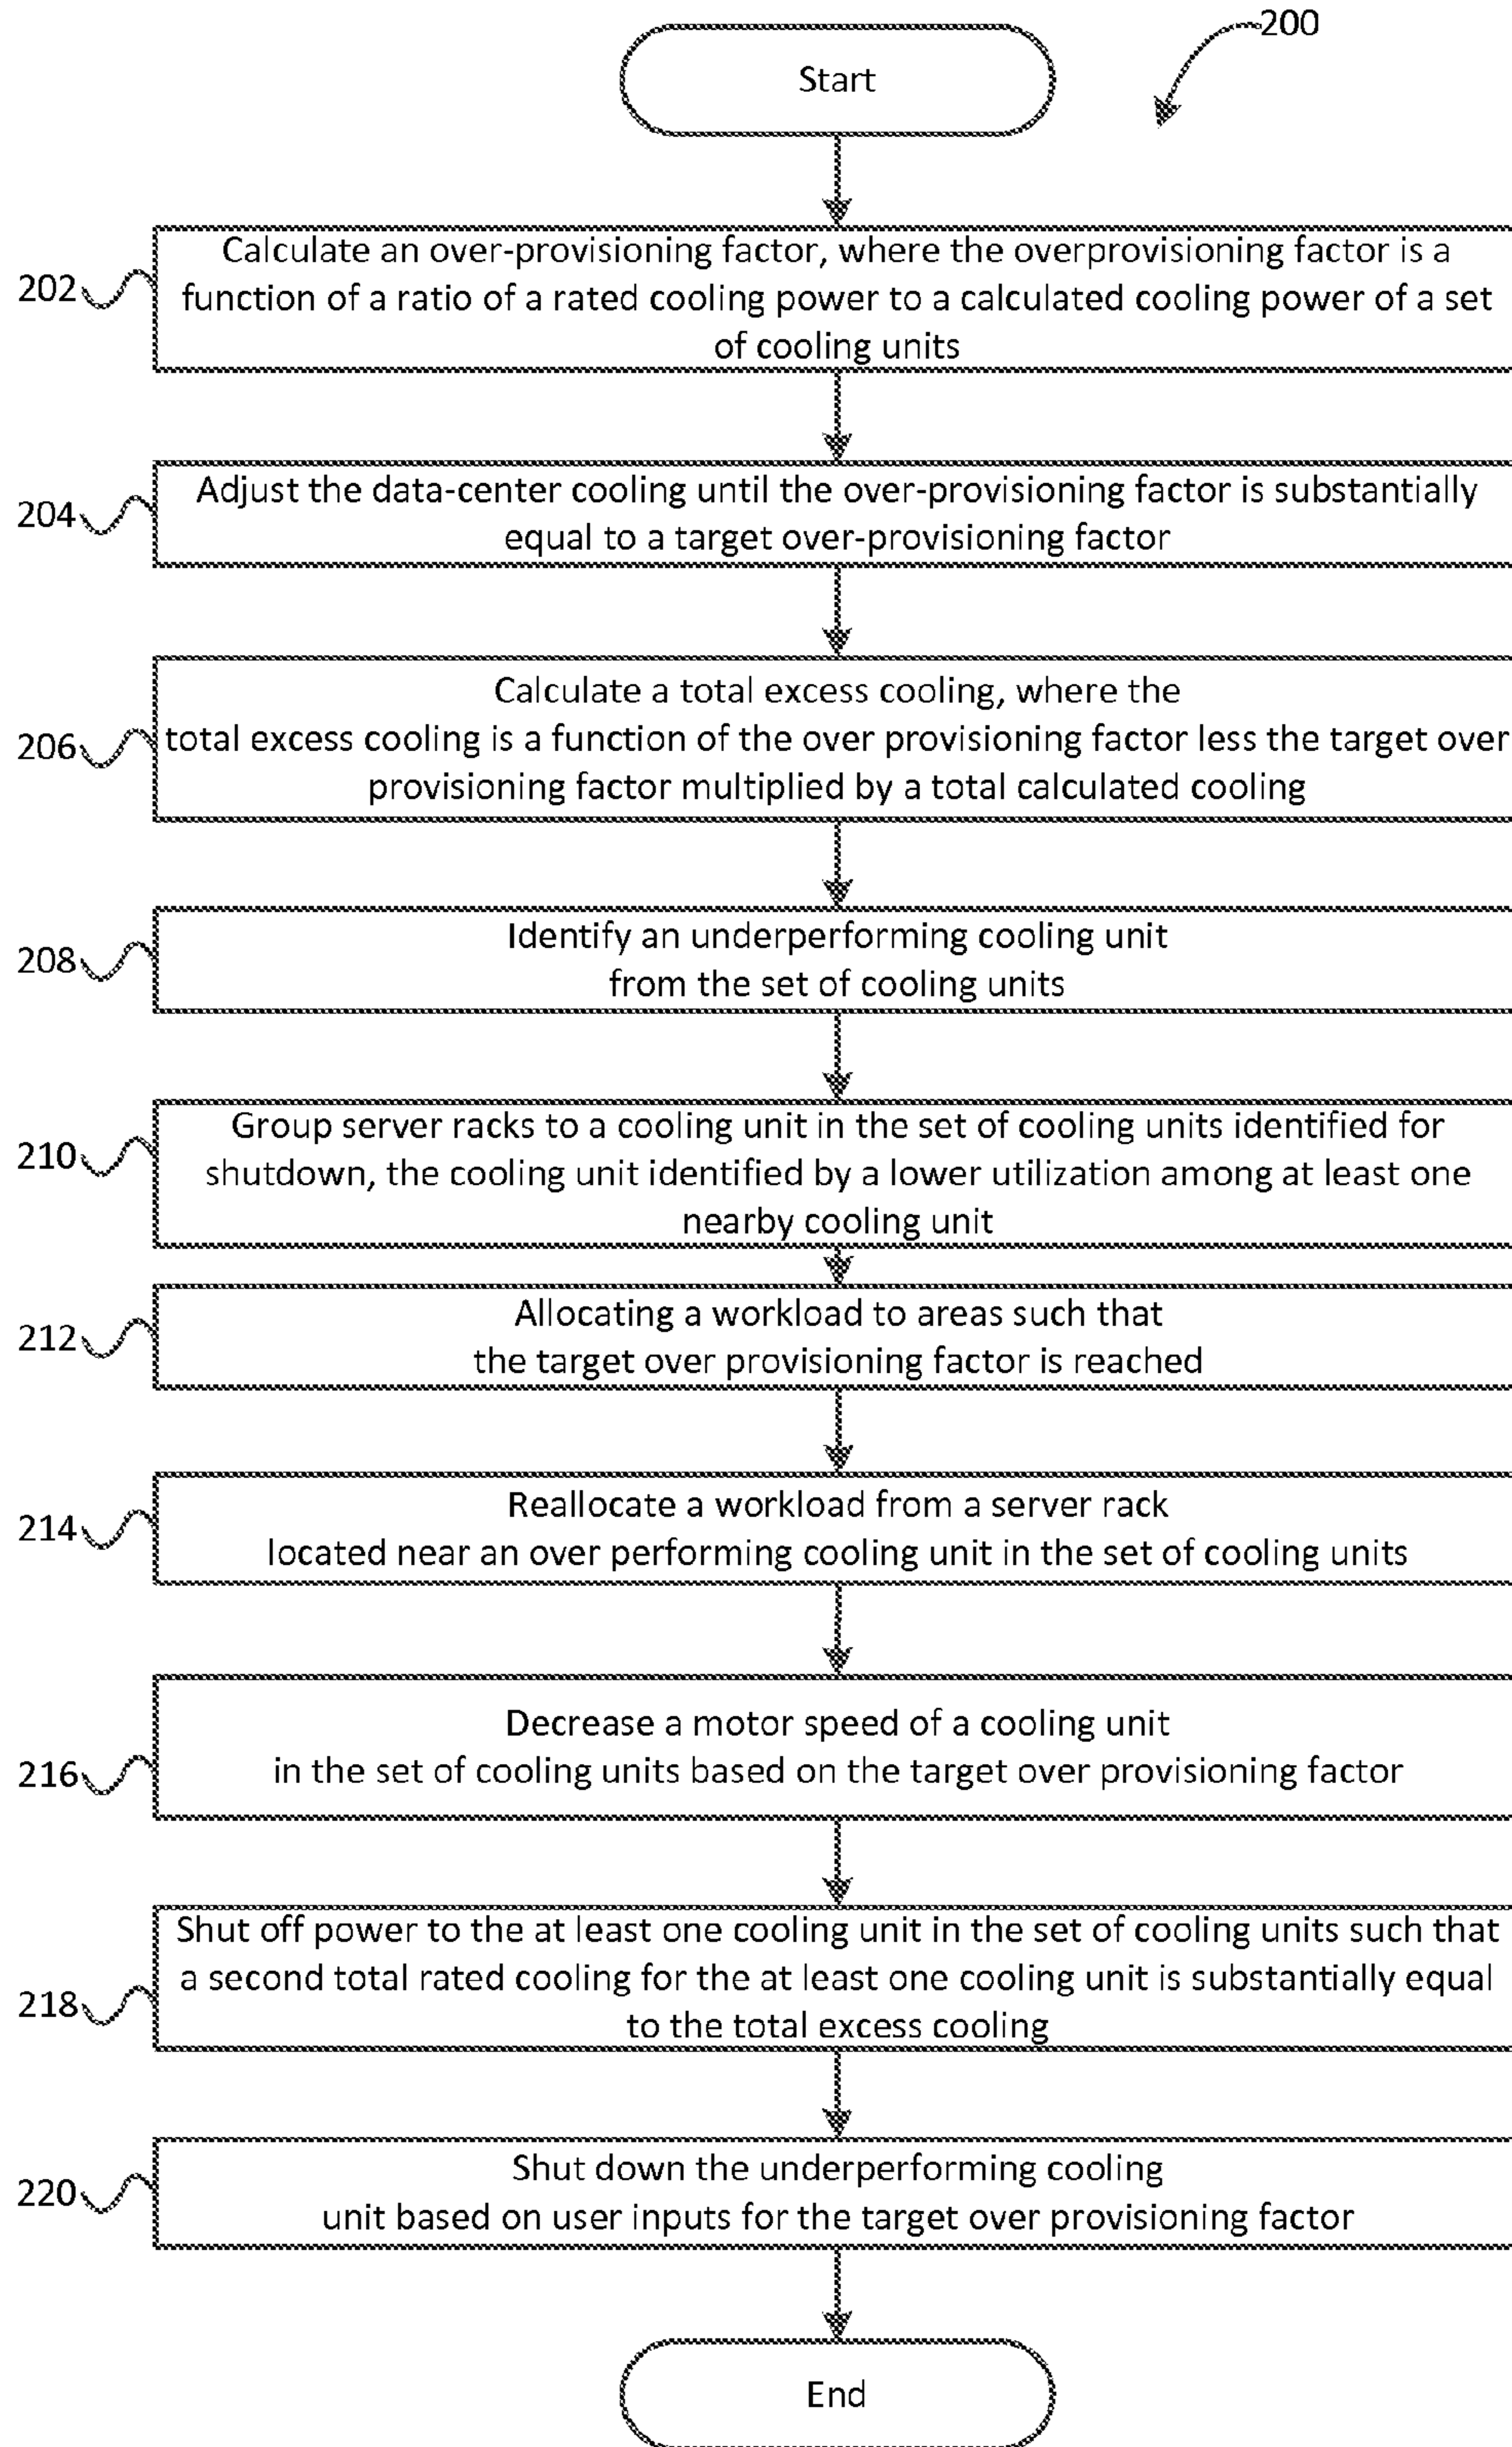 200
Start
202
Calculate an over-provisioning factor, where the overprovisioning factor is a
function of a ratio of a rated cooling power to a calculated cooling power of a set
of cooling units
204
Adjust the data-center cooling until the over-provisioning factor is substantially
equal to a target over-provisioning factor
206
Calculate a total excess cooling, where the
total excess cooling is a function of the over provisioning factor less the target over
provisioning factor multiplied by a total calculated cooling
208
Identify an underperforming cooling unit
from the set of cooling units
210
Group server racks to a cooling unit in the set of cooling units identified for
shutdown, the cooling unit identified by a lower utilization among at least one
nearby cooling unit
212
Allocating a workload to areas such that
the target over provisioning factor is reached
214
Reallocate a workload from a server rack
located near an over performing cooling unit in the set of cooling units
216
Decrease a motor speed of a cooling unit
in the set of cooling units based on the target over provisioning factor
218
Shut off power to the at least one cooling unit in the set of cooling units such that
a second total rated cooling for the at least one cooling unit is substantially equal
to the total excess cooling
220
Shut down the underperforming cooling
unit based on user inputs for the target over provisioning factor
End